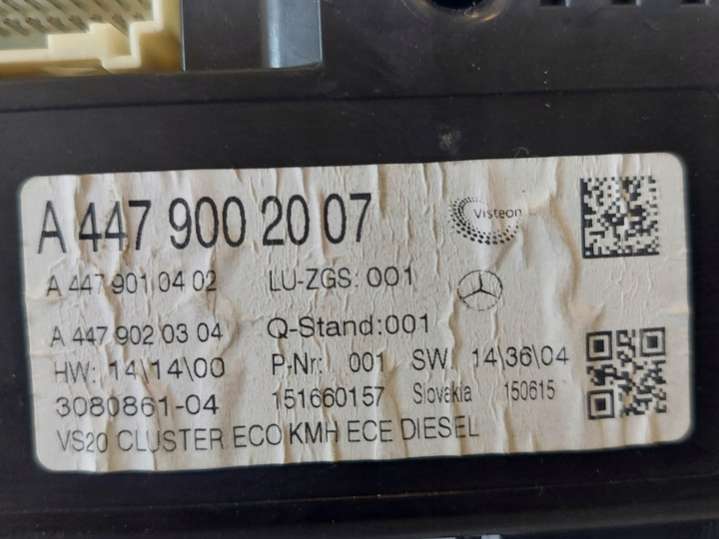 A 447 900 20 07
Visteon
A 447 901 04 02 LU-ZGS: 001
A 447 902 03 04 Q-Stand:001
HW: 14\14\00 P-Nr: 001 SW. 14\36\04
3080861-04 151660157 Slovakia 150615
VS20 CLUSTER ECO KMH ECE DIESEL